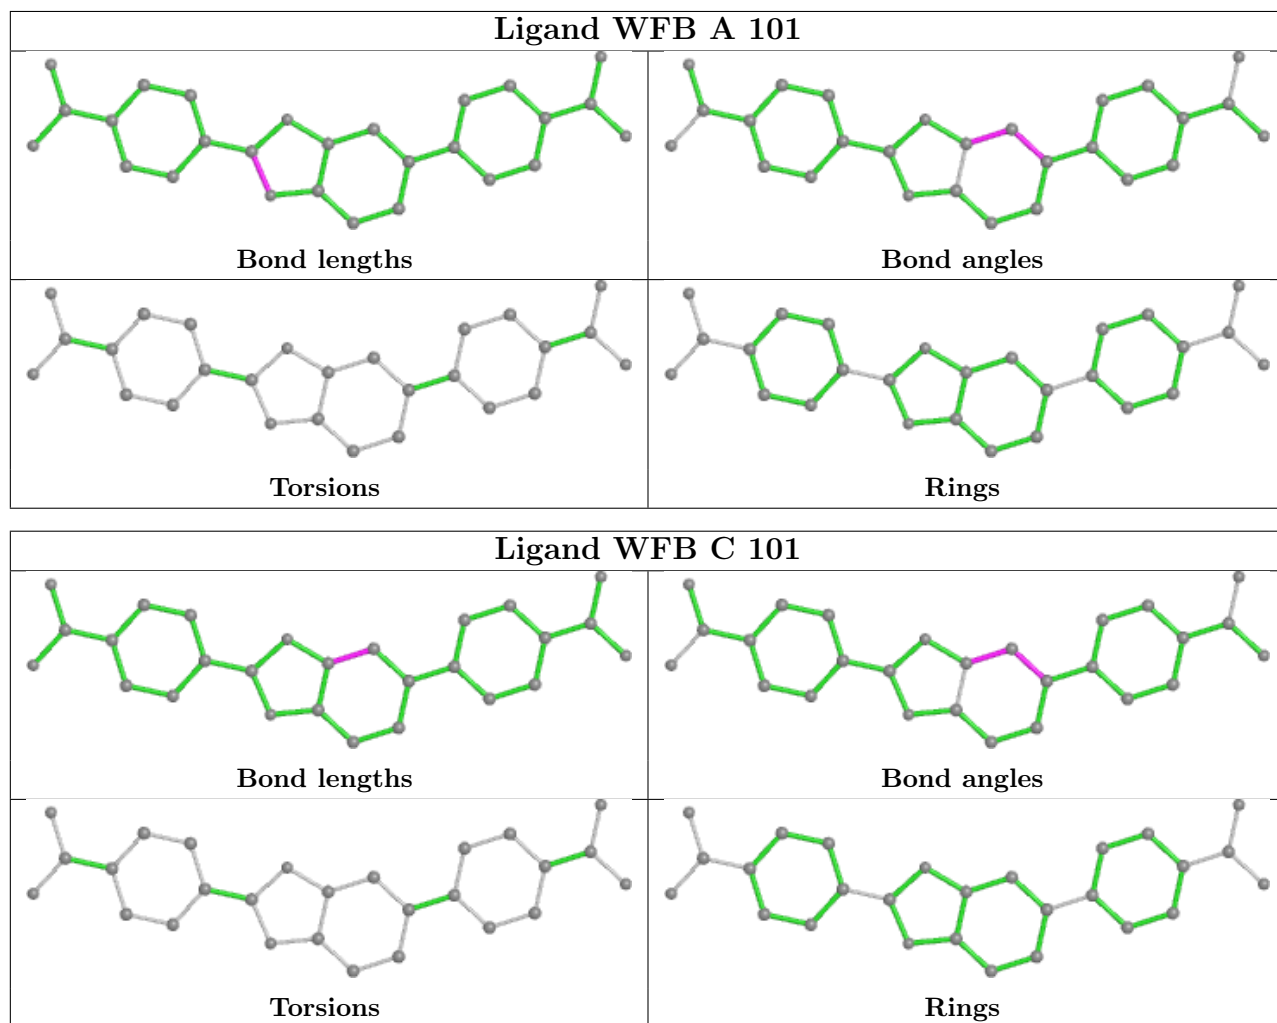 Ligand WFB A 101
Bond lengths
Bond angles
Torsions
Rings
Ligand WFB C 101
Bond lengths
Bond angles
Torsions
Rings